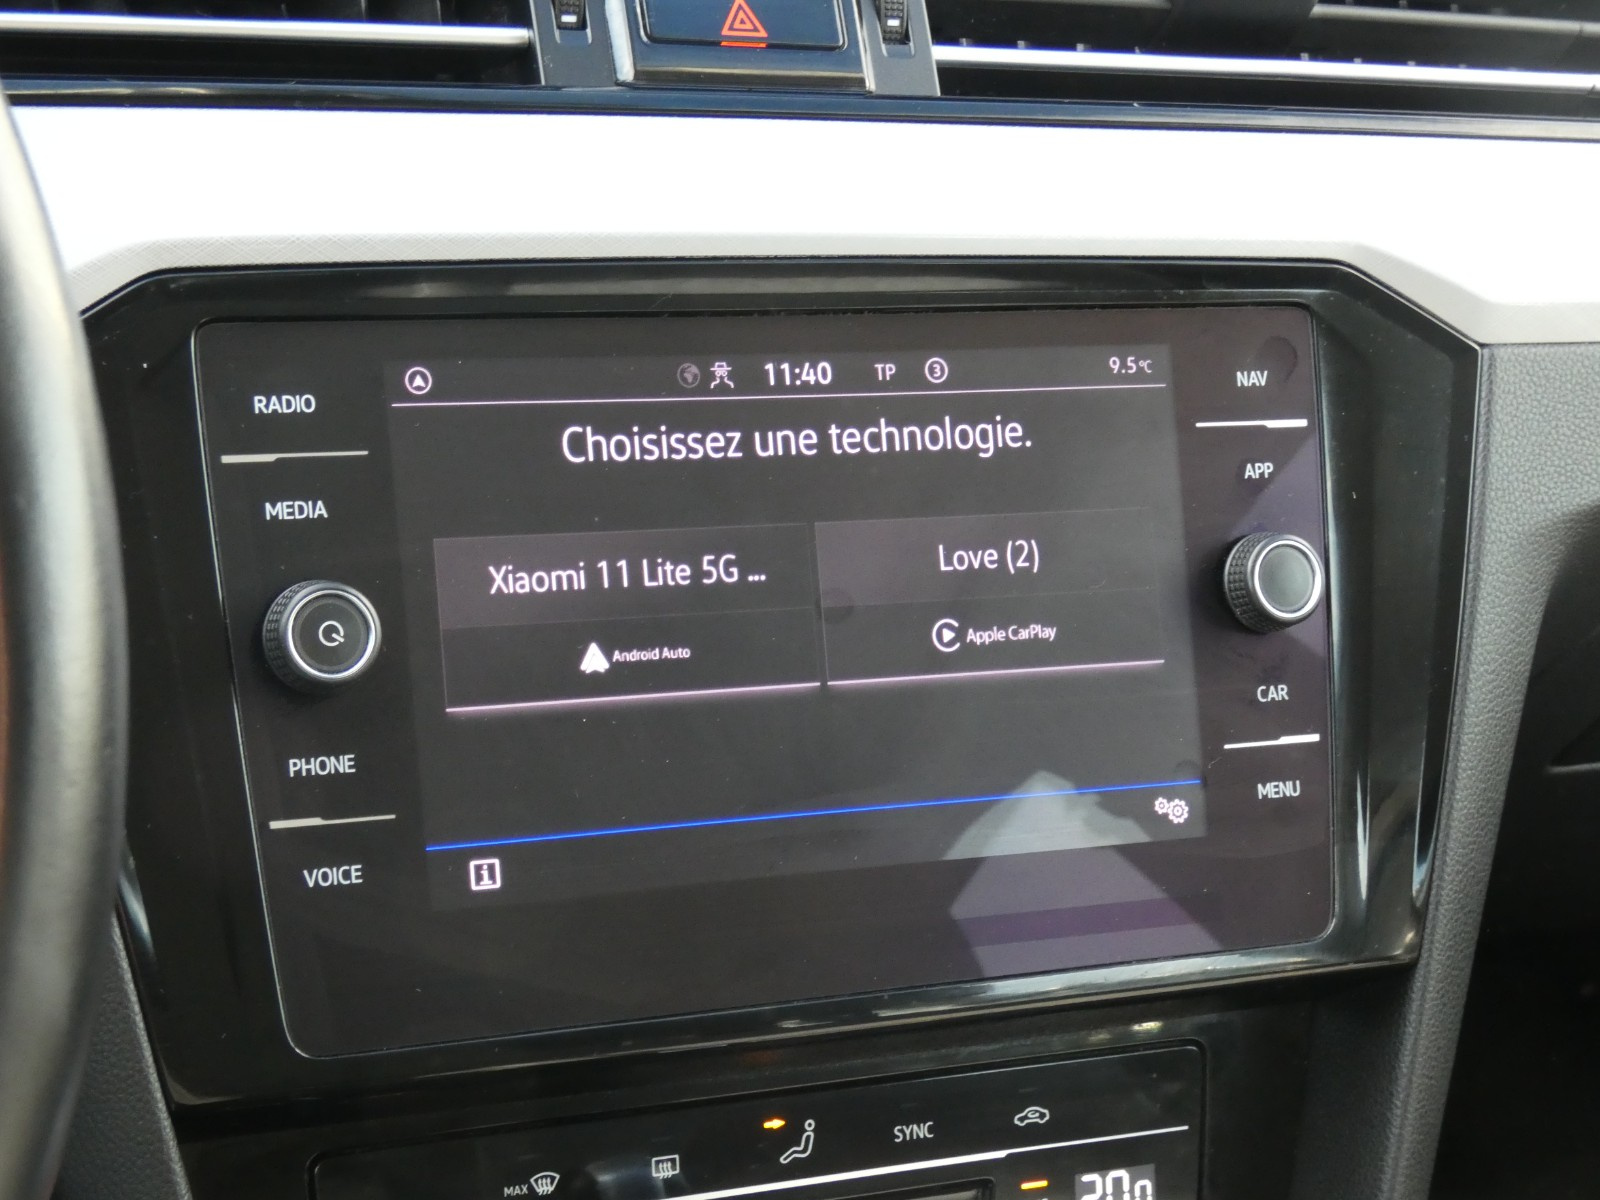 11:40 TP 3 9.5°C
RADIO
MEDIA
PHONE
VOICE
Choisissez une technologie.
Xiaomi 11 Lite 5G ...
Android Auto
Love (2)
Apple CarPlay
i
NAV
APP
CAR
MENU
MAX
SYNC